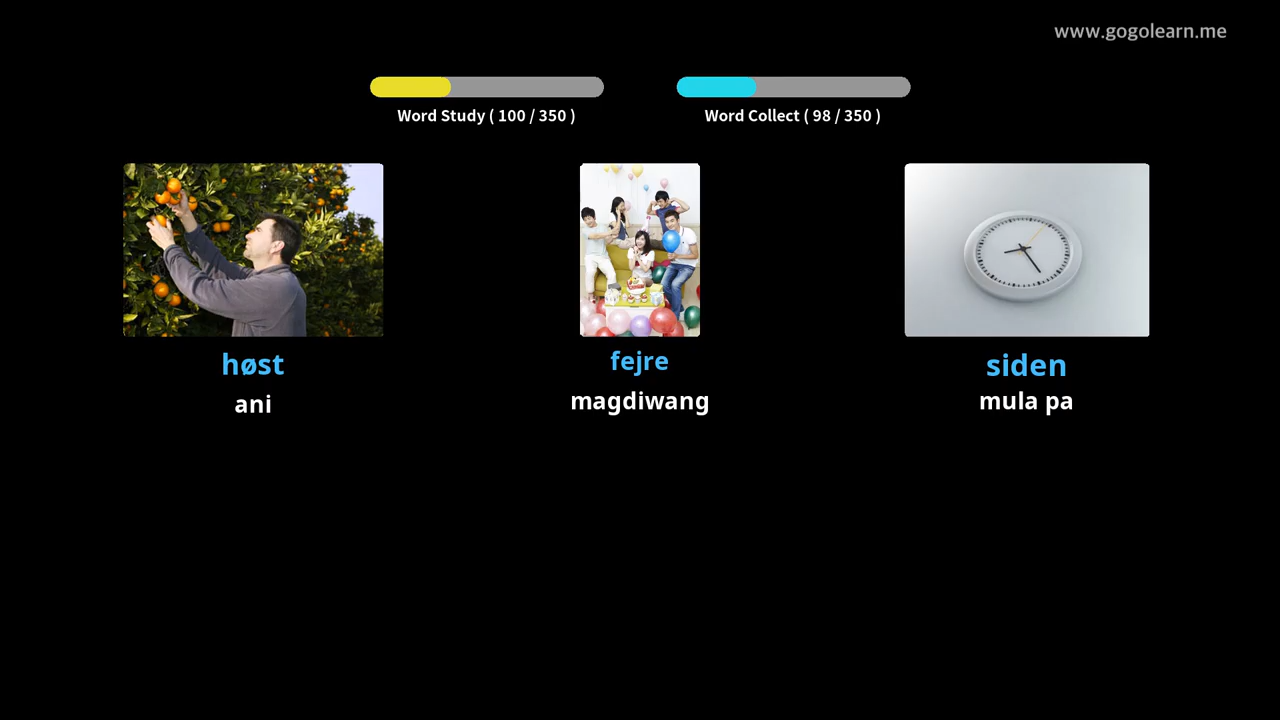 www.gogolearn.me
Word Study ( 100 / 350 )
Word Collect ( 98 / 350 )
høst
ani
fejre
magdiwang
siden
mula pa